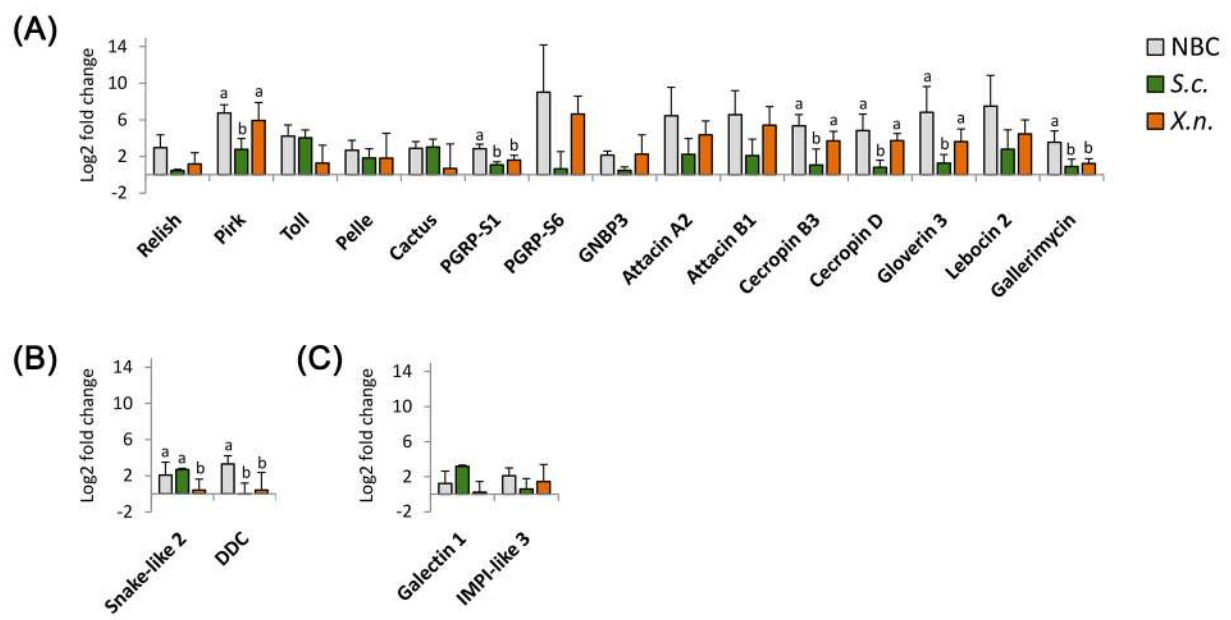 (A)
Log2 fold change
14
10
6
2
-2
a b a
a b b
a b a
a b a
a b a
a b b
Relish Pirk Toll Pelle Cactus PGRP-S1 PGRP-S6 GNBP3 Attacin A2 Attacin B1 Cecropin B3 Cecropin D Gloverin 3 Lebocin 2 Gallerimycin
NBC
S.c.
X.n.
(B)
Log2 fold change
14
10
6
2
-2
a a b
a b b
Snake-like 2 DDC
(C)
Log2 fold change
14
10
6
2
-2
Galectin 1 IMPI-like 3